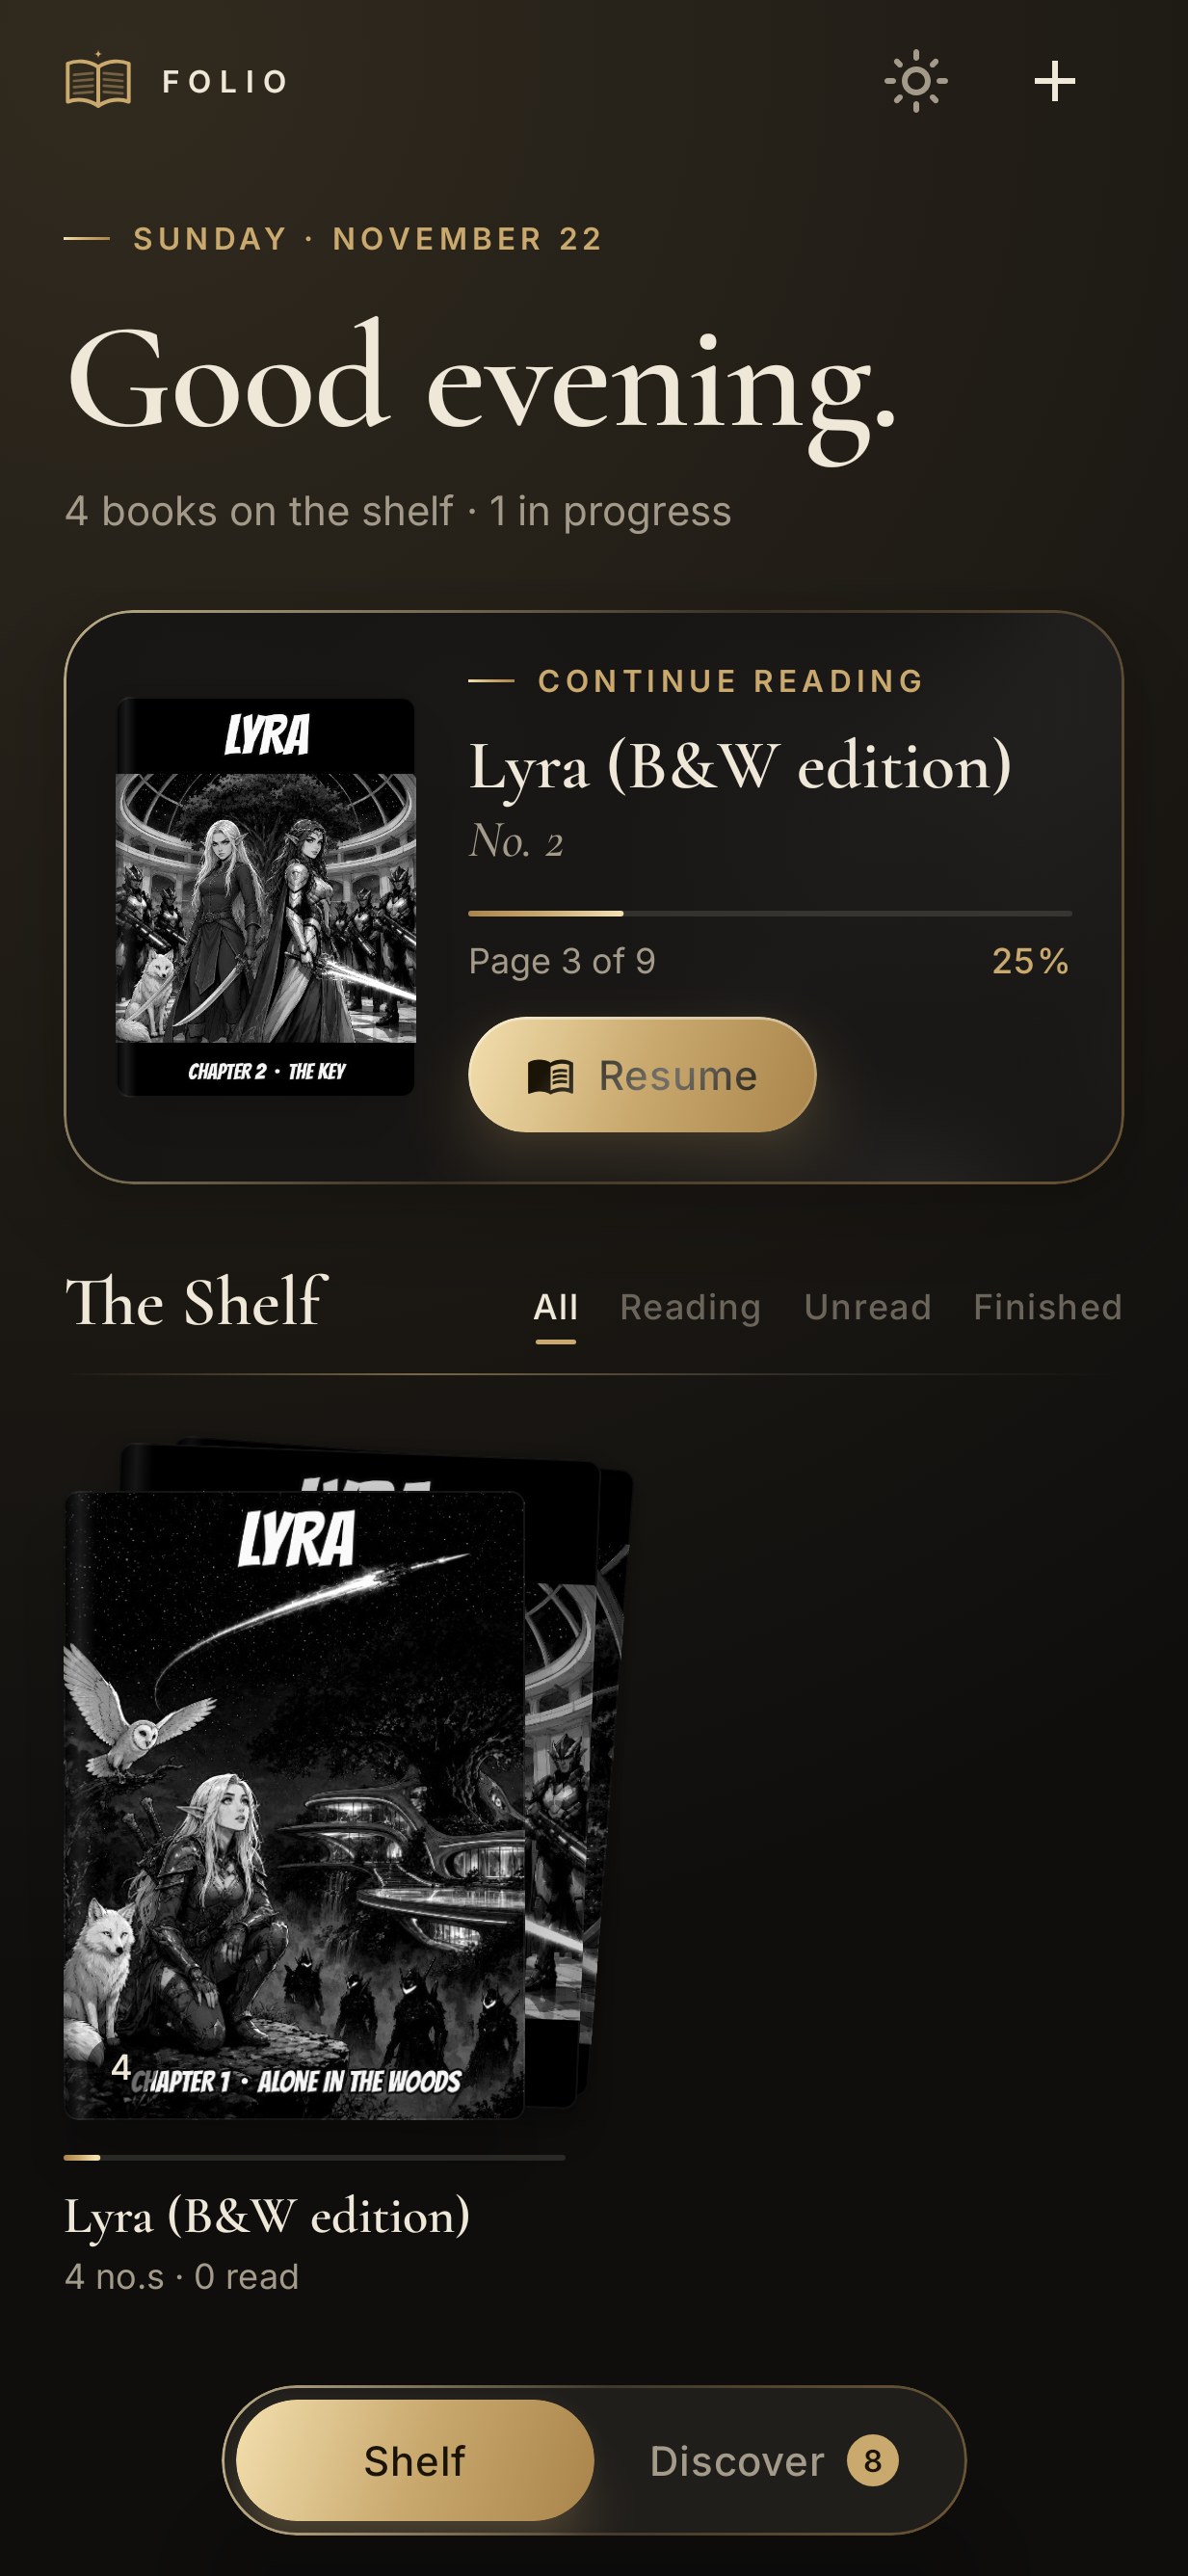 FOLIO
SUNDAY · NOVEMBER 22
Good evening.
4 books on the shelf · 1 in progress
LYRA
CHAPTER 2 · THE KEY
CONTINUE READING
Lyra (B&W edition)
No. 2
Page 3 of 9
25%
Resume
The Shelf
All Reading Unread Finished
LYRA
LYRA
4
CHAPTER 1 · ALONE IN THE WOODS
Lyra (B&W edition)
4 no.s · 0 read
Shelf
Discover 8